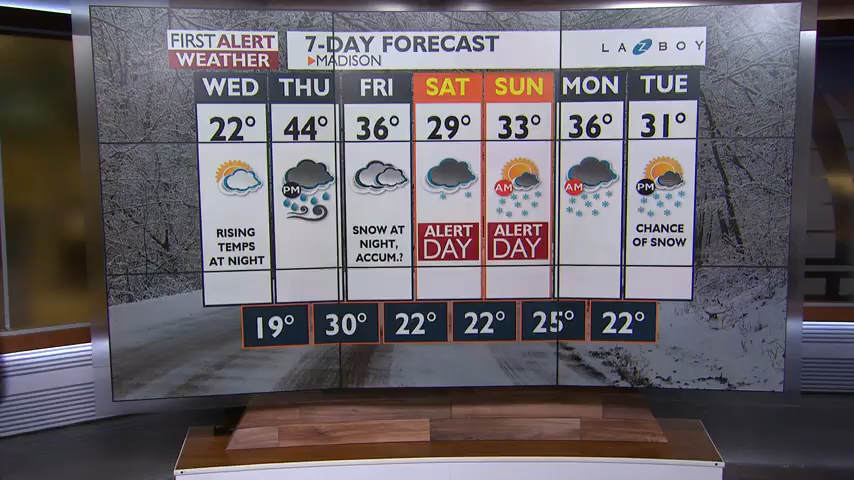 FIRST ALERT
WEATHER
7-DAY FORECAST
MADISON
LA Z BOY
WED THU FRI SAT SUN MON TUE
22° 44° 36° 29° 33° 36° 31°
PM AM AM PM
RISING
TEMPS
AT NIGHT
SNOW AT
NIGHT,
ACCUM.?
ALERT
DAY
ALERT
DAY
CHANCE
OF SNOW
19° 30° 22° 22° 25° 22°